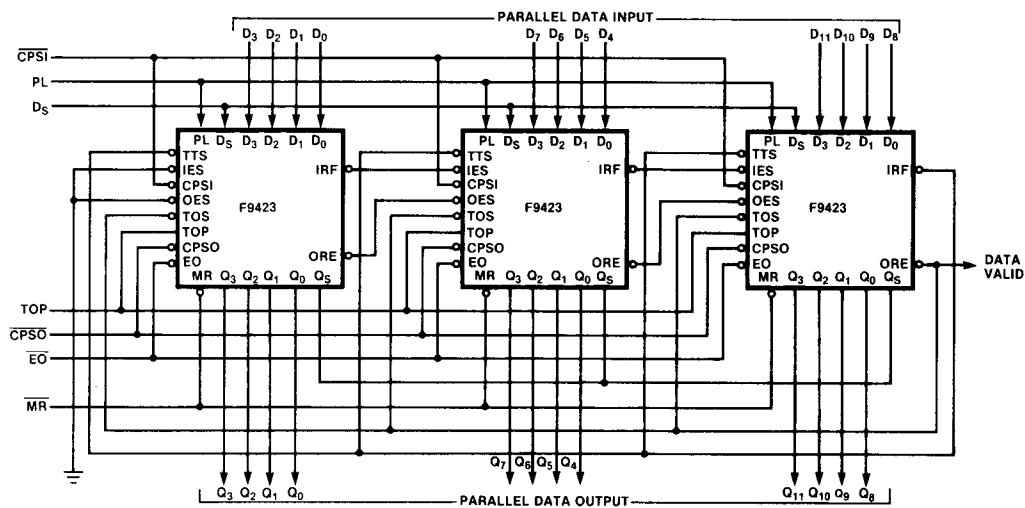 PARALLEL DATA INPUT
D3 D2 D1 D0 D7 D6 D5 D4 D11 D10 D9 D8
CPSI
PL
DS
PL DS D3 D2 D1 D0
TTS
IES
CPSI
OES
TOS
TOP
CPSO
EO
IRF
F9423
ORE
MR Q3 Q2 Q1 Q0 QS
PL DS D3 D2 D1 D0
TTS
IES
CPSI
OES
TOS
TOP
CPSO
EO
IRF
F9423
ORE
MR Q3 Q2 Q1 Q0 QS
PL DS D3 D2 D1 D0
TTS
IES
CPSI
OES
TOS
TOP
CPSO
EO
IRF
F9423
ORE
MR Q3 Q2 Q1 Q0 QS
DATA
VALID
TOP
CPSO
EO
MR
Q3 Q2 Q1 Q0 Q7 Q6 Q5 Q4 Q11 Q10 Q9 Q8
PARALLEL DATA OUTPUT